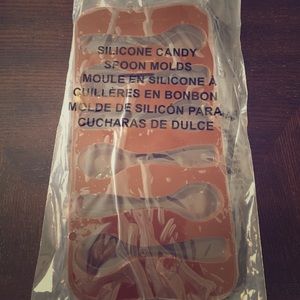 SILICONE CANDY
SPOON MOLDS
MOULE EN SILICONE À
CUILLÈRES EN BONBON
MOLDE DE SILICÓN PARA
CUCHARAS DE DULCE